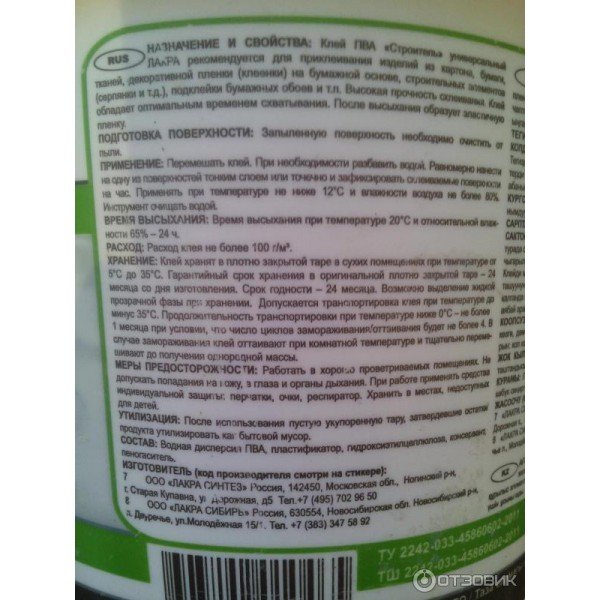 RUS
НАЗНАЧЕНИЕ И СВОЙСТВА: Клей ПВА «Строитель» универсальный
ЛАКРА рекомендуется для приклеивания изделий из картона, бумаги,
тканей, декоративной пленки (клеенки) на бумажной основе, строительных элементов
(серпянки и т.д.), подклейки бумажных обоев и т.п. Высокая прочность склеивания. Клей
обладает оптимальным временем схватывания. После высыхания образует эластичную
пленку.
ПОДГОТОВКА ПОВЕРХНОСТИ: Запыленную поверхность необходимо очистить от
пыли.
ПРИМЕНЕНИЕ: Перемешать клей. При необходимости разбавить водой. Равномерно нанести
на одну из поверхностей тонким слоем или точечно и зафиксировать склеиваемые поверхности
на час. Применять при температуре не ниже 12°С и влажности воздуха не более 80%.
Инструмент очищать водой.
ВРЕМЯ ВЫСЫХАНИЯ: Время высыхания при температуре 20°С и относительной влаж-
ности 65% – 24 ч.
РАСХОД: Расход клея не более 100 г/м².
ХРАНЕНИЕ: Клей хранят в плотно закрытой таре в сухих помещениях при температуре от
5°С до 35°С. Гарантийный срок хранения в оригинальной плотно закрытой таре – 24
месяца со дня изготовления. Срок годности – 24 месяца. Возможно выделение жидкой
прозрачной фазы при хранении. Допускается транспортировка клея при температуре до
минус 35°С. Продолжительность транспортировки при температуре ниже 0°С – не более
1 месяца при условии, что число циклов замораживания/оттаивания будет не более 4. В
случае замораживания клей оттаивают при комнатной температуре и тщательно переме-
шивают до получения однородной массы.
МЕРЫ ПРЕДОСТОРОЖНОСТИ: Работать в хорошо проветриваемых помещениях. Не
допускать попадания на кожу, в глаза и органы дыхания. При работе применять средства
индивидуальной защиты: перчатки, очки, респиратор. Хранить в местах, недоступных
для детей.
УТИЛИЗАЦИЯ: После использования пустую укупоренную тару, затвердевшие остатки
продукта утилизировать как бытовой мусор.
СОСТАВ: Водная дисперсия ПВА, пластификатор, гидроксиэтилцеллюлоза, консервант,
пеногаситель.
ИЗГОТОВИТЕЛЬ (код производителя смотри на стикере):
7 ООО «ЛАКРА СИНТЕЗ» Россия, 142450, Московская обл., Ногинский р-н,
г. Старая Купавна, ул. Дорожная, д5 Тел.+7 (495) 702 96 50
8 ООО «ЛАКРА СИБИРЬ» Россия, 630554, Новосибирская обл. Новосибирский р-н,
д. Двуречье, ул.Молодёжная 15/1. Тел.+7 (383) 347 58 92
ТУ 2242-033-45860602-2011
ТШ 2242-033-45860602-2011
KZ
ОТЗОВИК